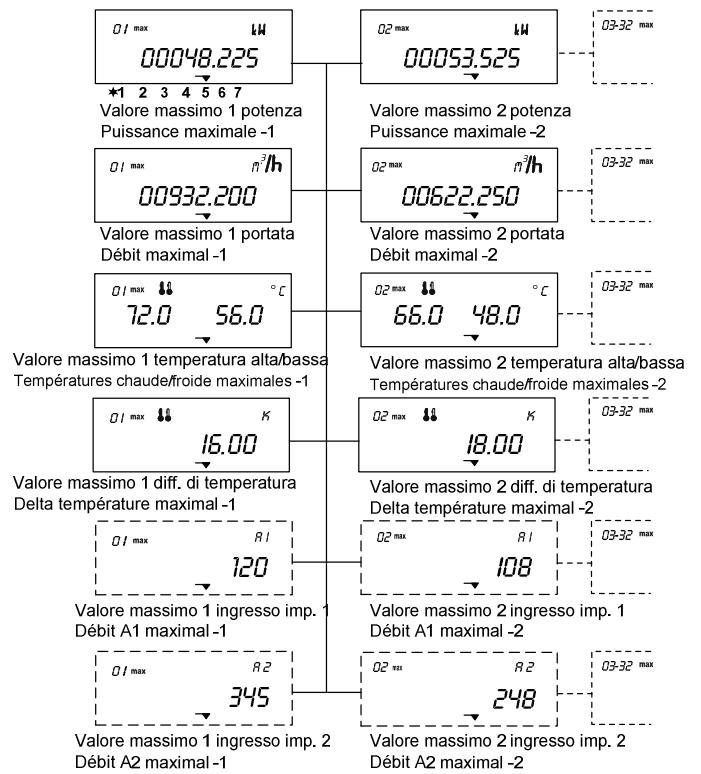 01 max kW
00048.225
*1 2 3 4 5 6 7
Valore massimo 1 potenza
Puissance maximale -1
02 max kW
00053.525
Valore massimo 2 potenza
Puissance maximale -2
03-32 max
01 max m³/h
00932.200
Valore massimo 1 portata
Débit maximal -1
02 max m³/h
00622.250
Valore massimo 2 portata
Débit maximal -2
03-32 max
01 max °C
72.0 56.0
Valore massimo 1 temperatura alta/bassa
Températures chaude/froide maximales -1
02 max °C
66.0 48.0
Valore massimo 2 temperatura alta/bassa
Températures chaude/froide maximales -2
03-32 max
01 max K
16.00
Valore massimo 1 diff. di temperatura
Delta température maximal -1
02 max K
18.00
Valore massimo 2 diff. di temperatura
Delta température maximal -2
03-32 max
01 max A1
120
Valore massimo 1 ingresso imp. 1
Débit A1 maximal -1
02 max A1
108
Valore massimo 2 ingresso imp. 1
Débit A1 maximal -2
03-32 max
01 max A2
345
Valore massimo 1 ingresso imp. 2
Débit A2 maximal -1
02 max A2
248
Valore massimo 2 ingresso imp. 2
Débit A2 maximal -2
03-32 max